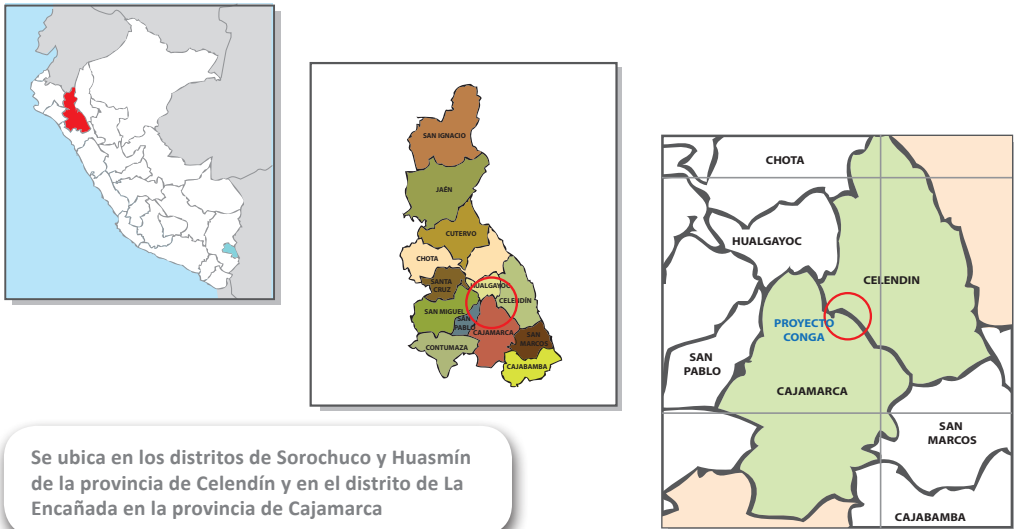 SAN IGNACIO
JAÉN
CUTERVO
CHOTA
SANTA
CRUZ
HUALGAYOC
CELENDÍN
SAN MIGUEL
SAN
PABLO
CAJAMARCA
SAN
MARCOS
CONTUMAZA
CAJABAMBA
CHOTA
HUALGAYOC
CELENDIN
PROYECTO
CONGA
SAN
PABLO
CAJAMARCA
SAN
MARCOS
CAJABAMBA
Se ubica en los distritos de Sorochuco y Huasmín
de la provincia de Celendín y en el distrito de La
Encañada en la provincia de Cajamarca